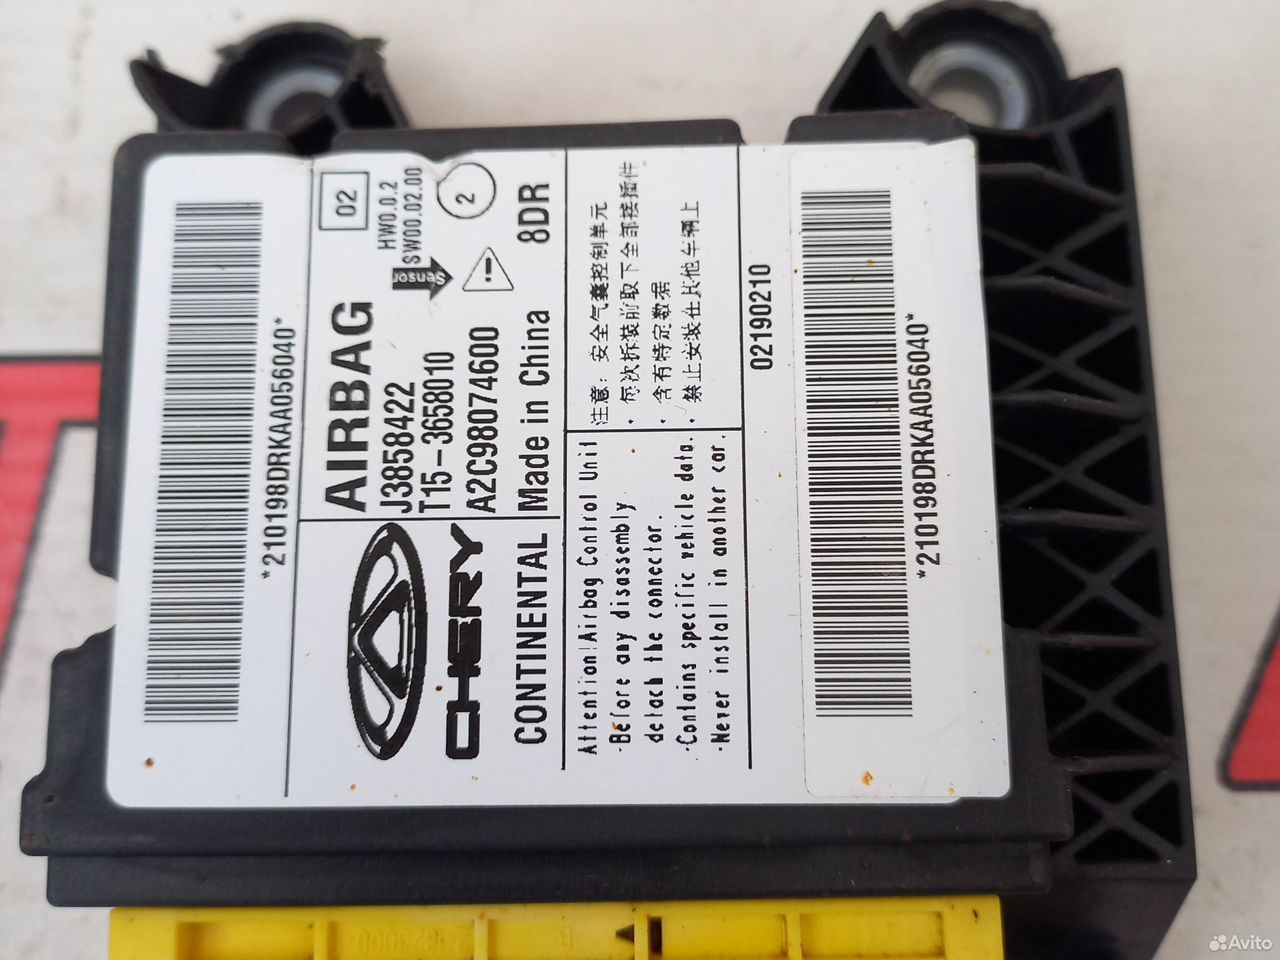 *210198DRKAA056040*
02
HW0.0.2
SW00.02.00
2
Sensor
AIRBAG
J3858422
T15-3658010
A2C98074600
Made in China
8DR
CHERY
CONTINENTAL
注意：安全气囊控制单元
· 每次拆装前取下全部接插件
· 含有特定数据
· 禁止安装在其他车辆上
Attention!Airbag Control Unit
·Before any disassembly
detach the connector.
·Contains specific vehicle data.
·Never install in another car.
02190210
*210198DRKAA056040*
Avito